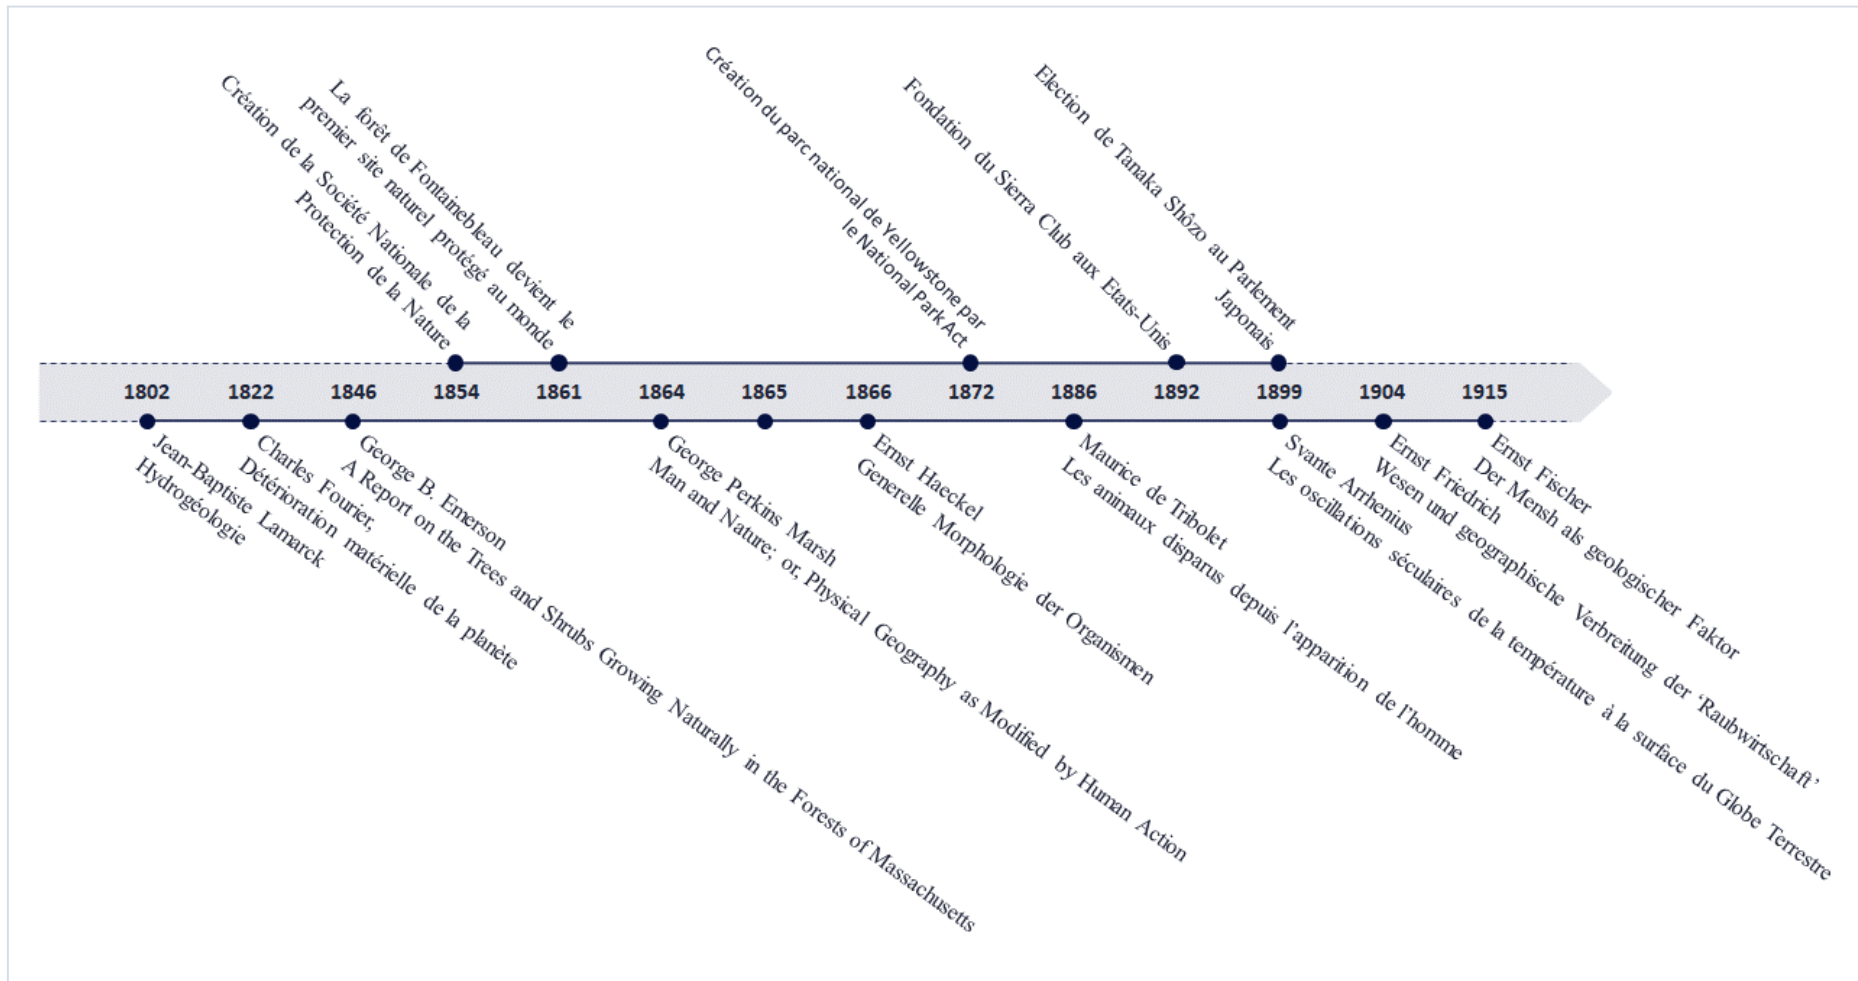 La forêt de Fontainebleau devient le
premier site naturel protégé au monde
Création de la Société Nationale de la
Protection de la Nature
Création du parc national de Yellowstone par
le National Park Act
Fondation du Sierra Club aux Etats-Unis
Election de Tanaka Shôzo au Parlement
Japonais
1802 1822 1846 1854 1861 1864 1865 1866 1872 1886 1892 1899 1904 1915
Jean-Baptiste Lamarck
Hydrogéologie
Charles Fourier,
Détérioration matérielle de la planète
George B. Emerson
A Report on the Trees and Shrubs Growing Naturally in the Forests of Massachusetts
George Perkins Marsh
Man and Nature; or, Physical Geography as Modified by Human Action
Ernst Haeckel
Generelle Morphologie der Organismen
Maurice de Tribolet
Les animaux disparus depuis l'apparition de l'homme
Svante Arrhenius
Les oscillations séculaires de la température à la surface du Globe Terrestre
Ernst Friedrich
Wesen und geographische Verbreitung der ‘Raubwirtschaft’
Ernst Fischer
Der Mensh als geologischer Faktor